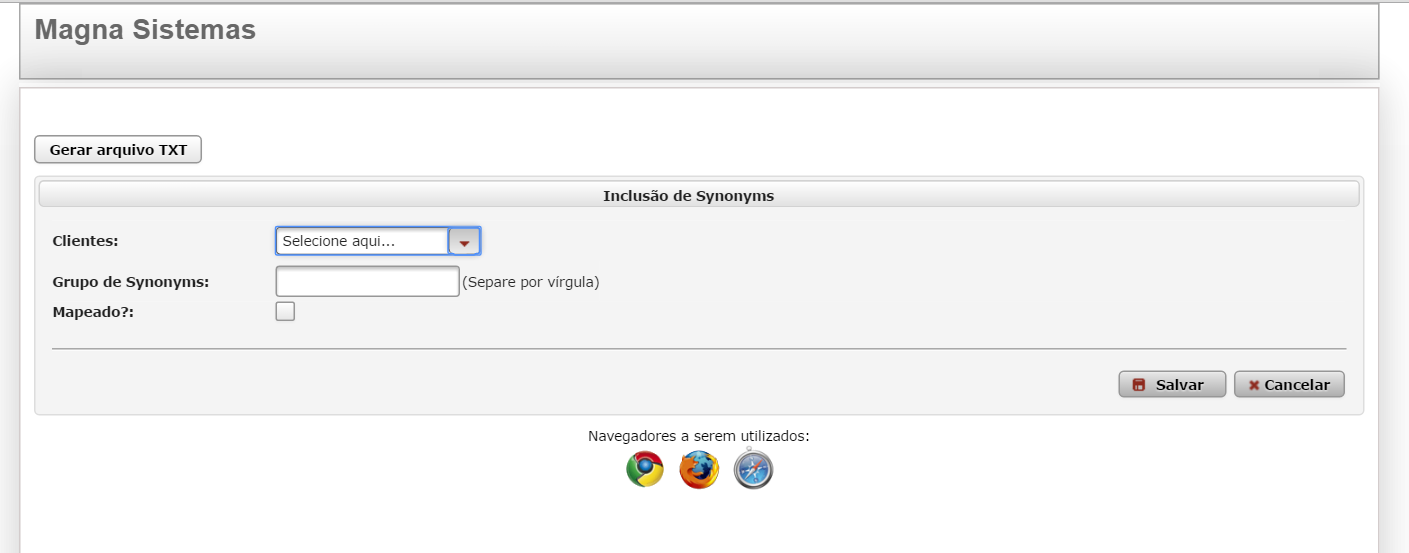 Magna Sistemas
Gerar arquivo TXT
Inclusão de Synonyms
Clientes: Selecione aqui...
Grupo de Synonyms: (Separe por vírgula)
Mapeado?:
Salvar Cancelar
Navegadores a serem utilizados: